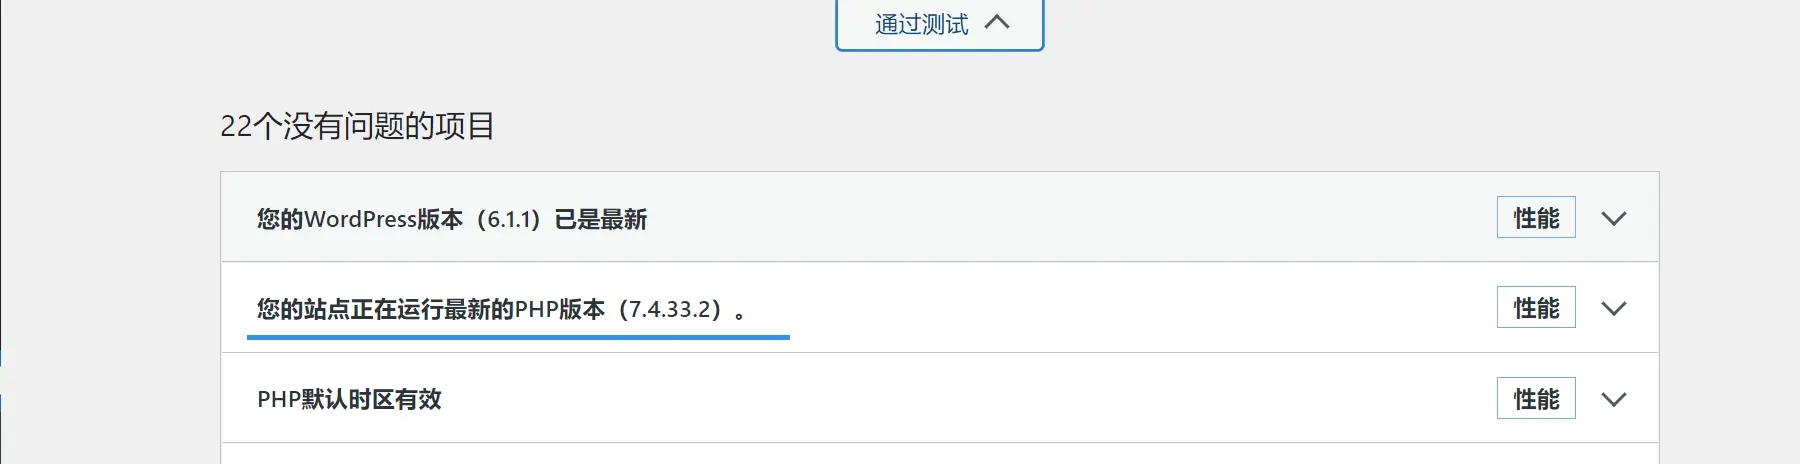 通过测试
22个没有问题的项目
您的WordPress版本（6.1.1）已是最新
性能
您的站点正在运行最新的PHP版本（7.4.33.2）。
性能
PHP默认时区有效
性能